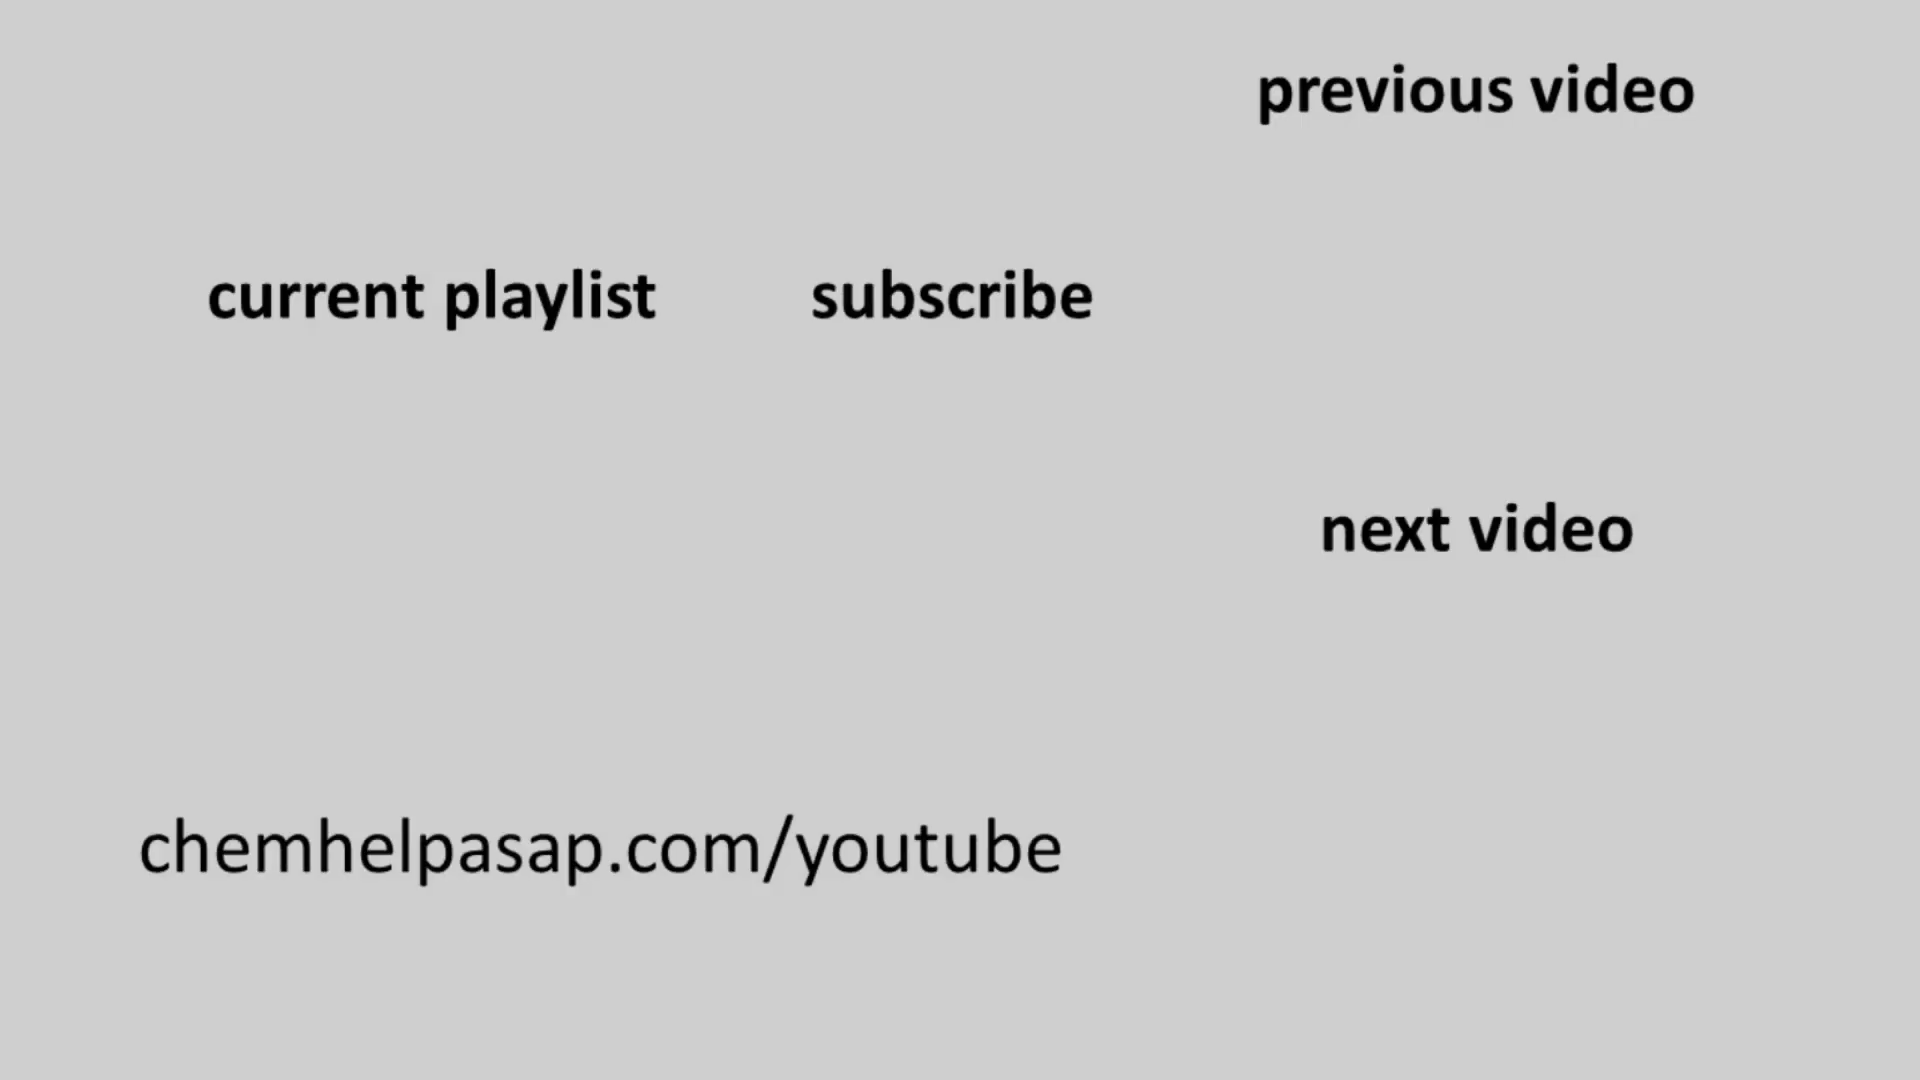 previous video
current playlist
subscribe
next video
chemhelpasap.com/youtube